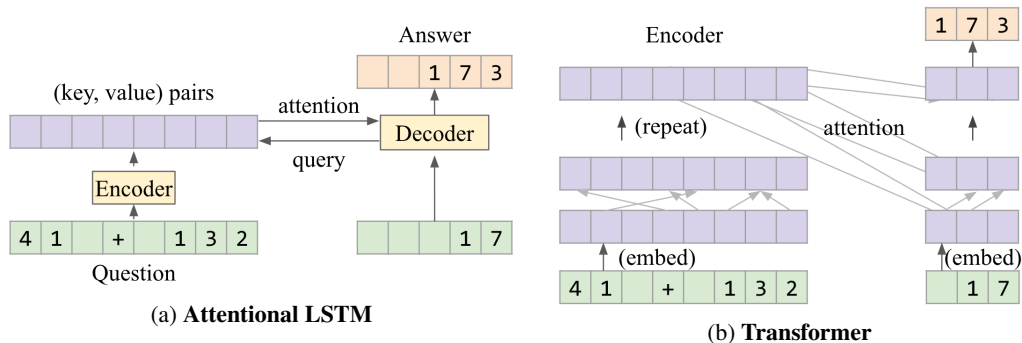 Answer
1 7 3
(key, value) pairs
attention
Decoder
query
Encoder
4 1 + 1 3 2
1 7
Question
(a) Attentional LSTM
Encoder
1 7 3
(repeat)
attention
(embed)
(embed)
4 1 + 1 3 2
1 7
(b) Transformer